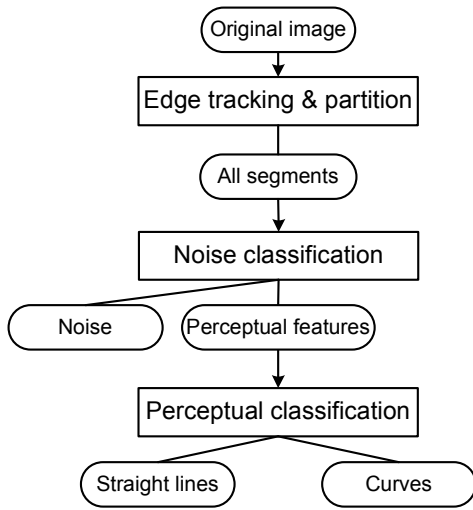 Original image
Edge tracking & partition
All segments
Noise classification
Noise
Perceptual features
Perceptual classification
Straight lines
Curves